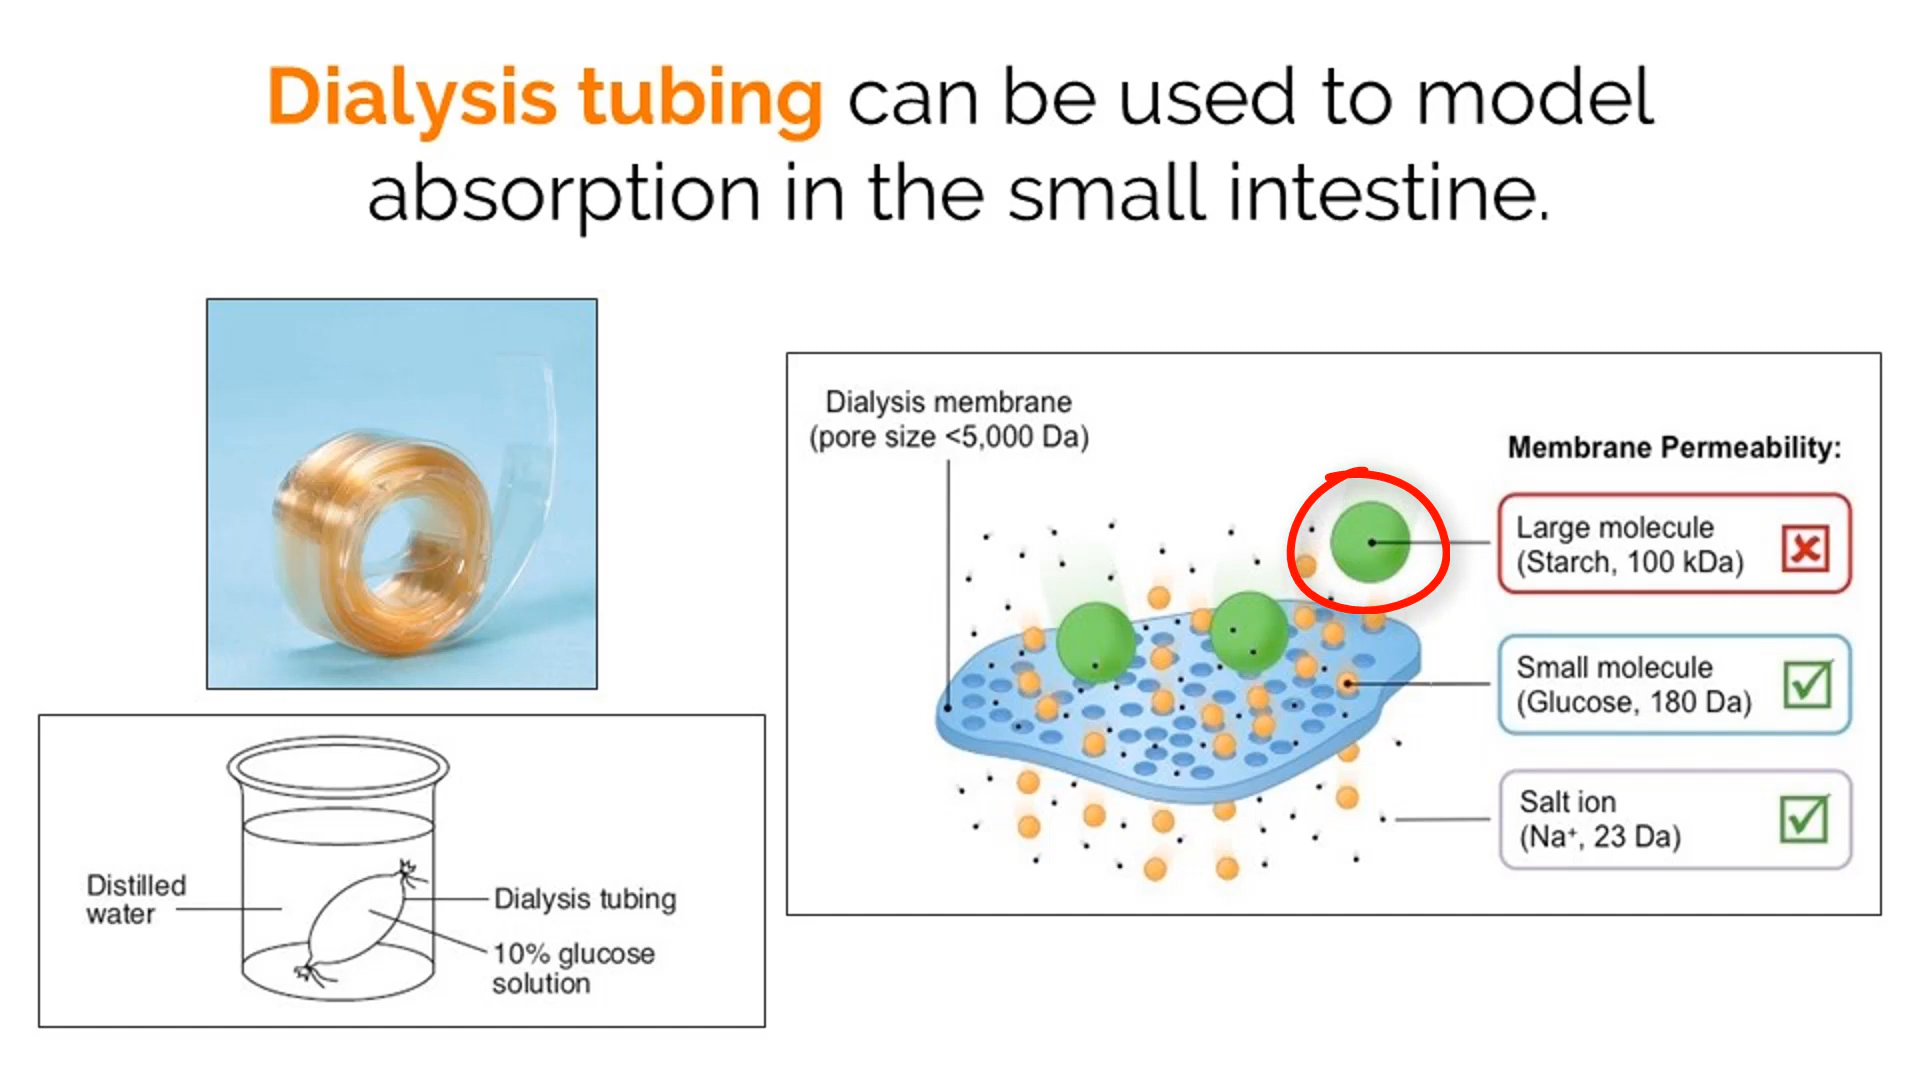 Dialysis tubing can be used to model
absorption in the small intestine.
Dialysis membrane
(pore size <5,000 Da)
Membrane Permeability:
Large molecule
(Starch, 100 kDa)
Small molecule
(Glucose, 180 Da)
Salt ion
(Na⁺, 23 Da)
Distilled
water
Dialysis tubing
10% glucose
solution